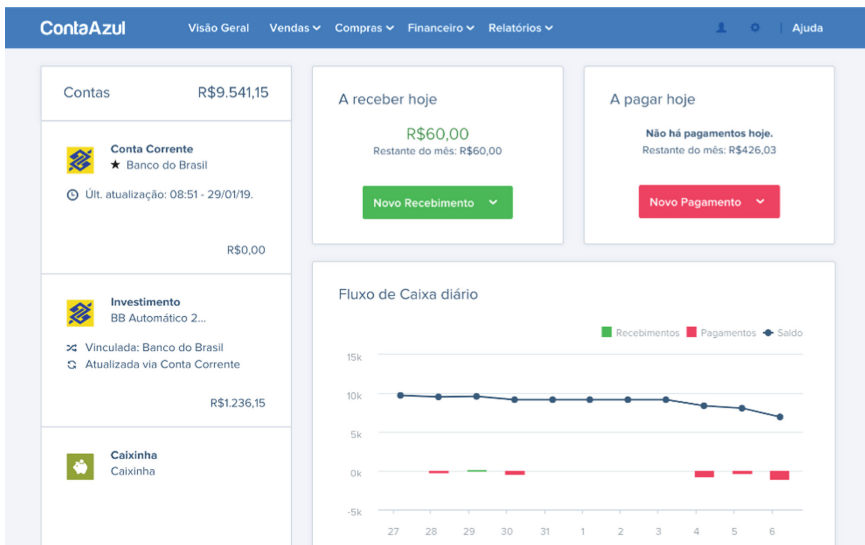 ContaAzul Visão Geral Vendas Compras Financeiro Relatórios Ajuda
Contas R$9.541,15
Conta Corrente
★ Banco do Brasil
Últ. atualização: 08:51 - 29/01/19.
R$0,00
Investimento
BB Automático 2...
Vinculada: Banco do Brasil
Atualizada via Conta Corrente
R$1.236,15
Caixinha
Caixinha
A receber hoje
R$60,00
Restante do mês: R$60,00
Novo Recebimento
A pagar hoje
Não há pagamentos hoje.
Restante do mês: R$426,03
Novo Pagamento
Fluxo de Caixa diário
Recebimentos Pagamentos Saldo
15k
10k
5k
0k
-5k
27 28 29 30 31 1 2 3 4 5 6